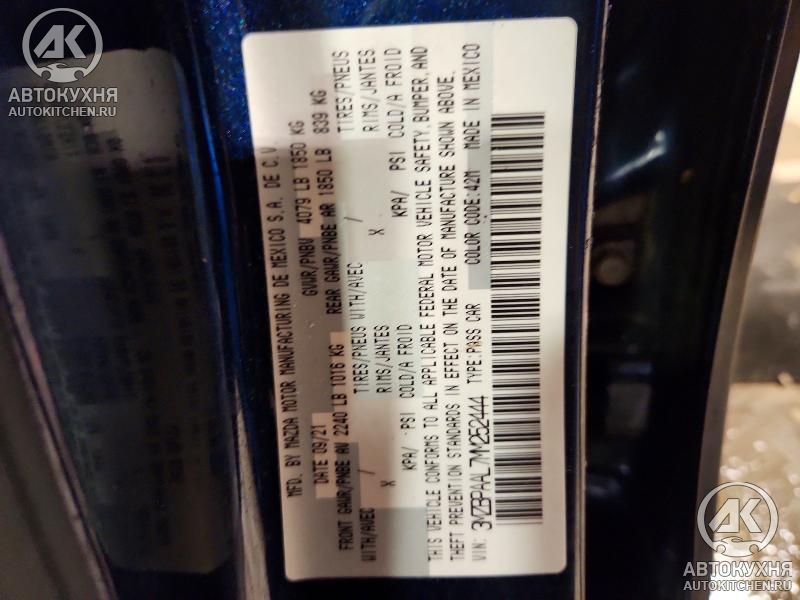 MFG. BY MAZDA MOTOR MANUFACTURING DE MEXICO S.A. DE C.V.
DATE 09/21 GVWR/PNBV 4079 LB 1850 KG
FRONT GAWR/PNBE AV 2240 LB 1016 KG REAR GAWR/PNBE AR 1850 LB 839 KG
WITH/AVEC / TIRES/PNEUS WITH/AVEC / TIRES/PNEUS
X RIMS/JANTES X RIMS/JANTES
KPA/ PSI COLD/A FROID KPA/ PSI COLD/A FROID
THIS VEHICLE CONFORMS TO ALL APPLICABLE FEDERAL MOTOR VEHICLE SAFETY, BUMPER, AND
THEFT PREVENTION STANDARDS IN EFFECT ON THE DATE OF MANUFACTURE SHOWN ABOVE.
VIN: 3MZBPAAL7MM252444 TYPE:PASS CAR COLOR CODE:42M MADE IN MEXICO
АК
АВТОКУХНЯ
AUTOKITCHEN.RU
АК
АВТОКУХНЯ
AUTOKITCHEN.RU